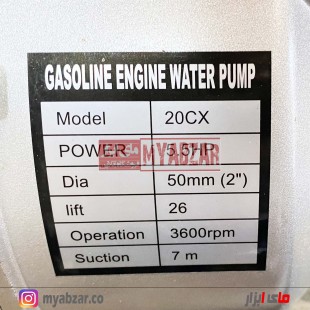 GASOLINE ENGINE WATER PUMP
Model 20CX
POWER 5.5HP
MYABZAR
Dia 50mm (2")
lift 26
Operation 3600rpm
Suction 7 m
myabzar.co
مای ابزار